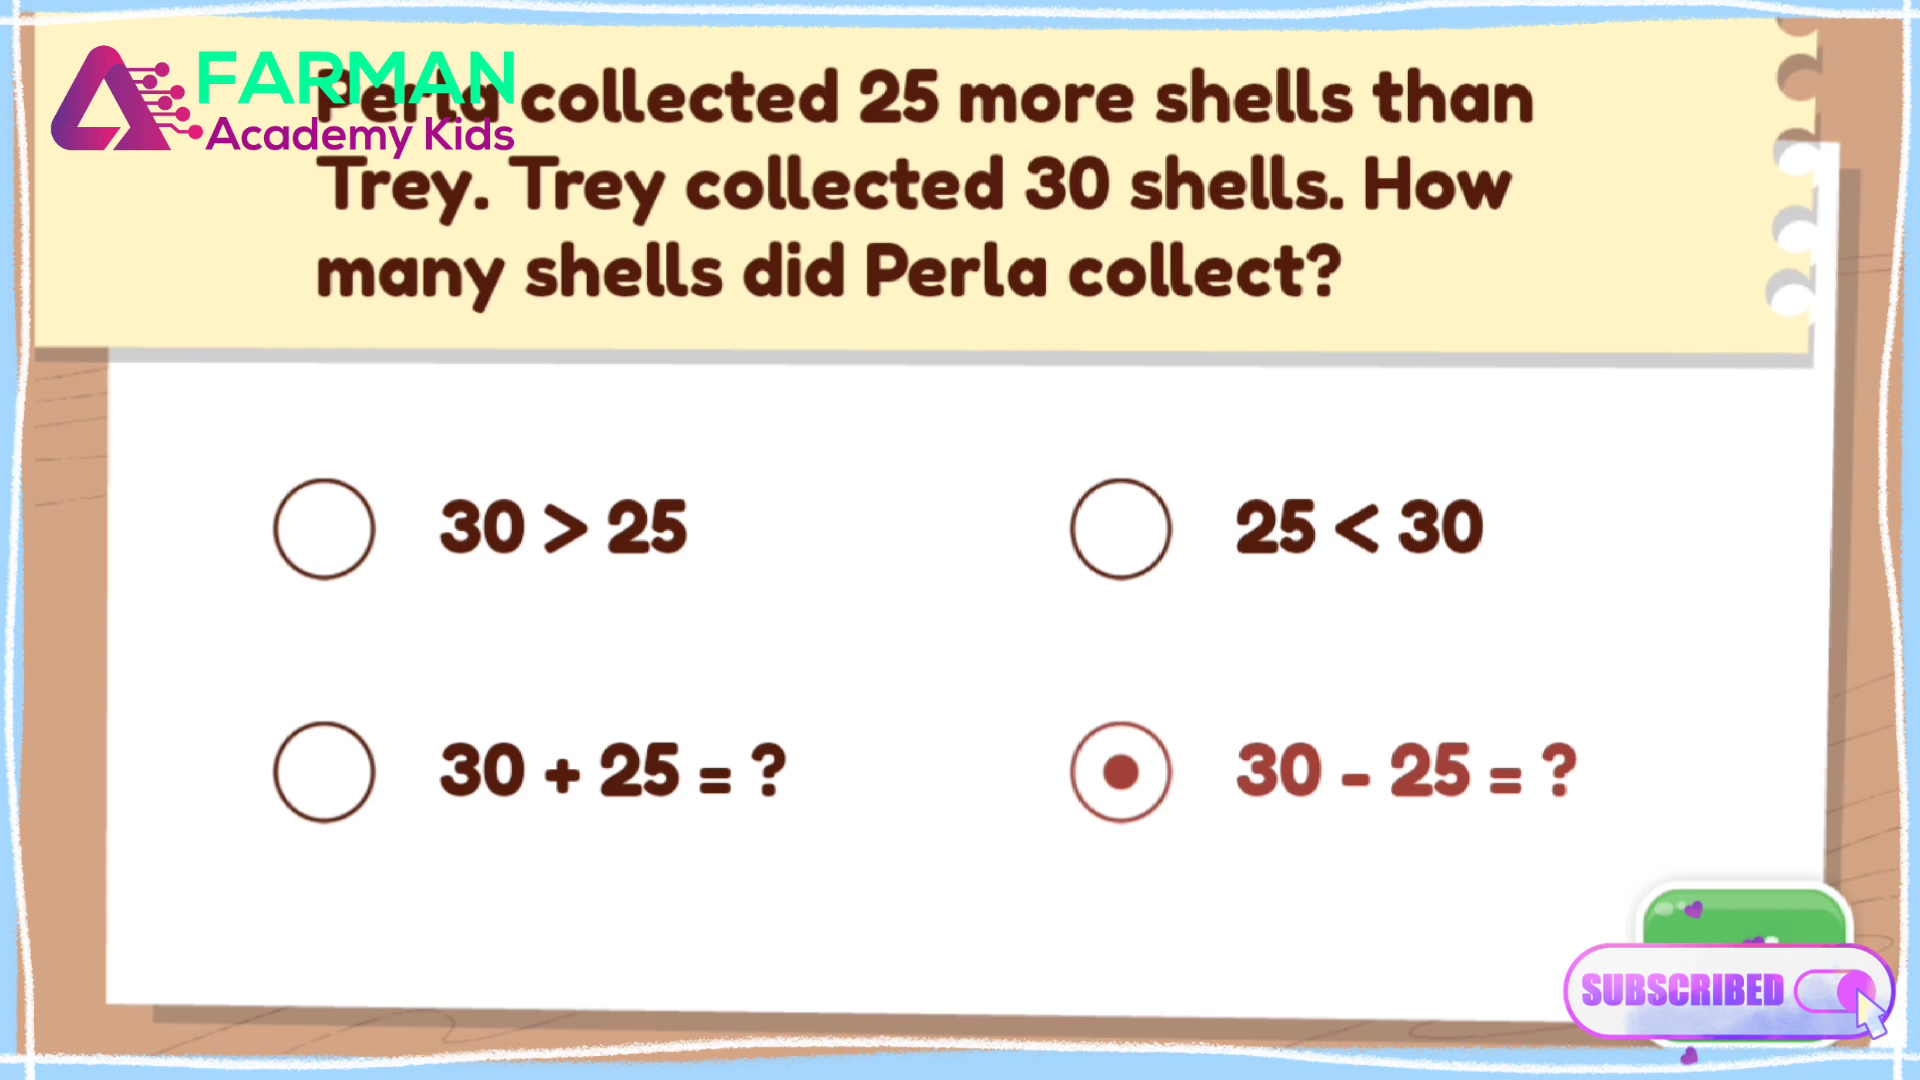 FARMAN
Academy Kids
Perla collected 25 more shells than
Trey. Trey collected 30 shells. How
many shells did Perla collect?
30 > 25
25 < 30
30 + 25 = ?
30 - 25 = ?
SUBSCRIBED